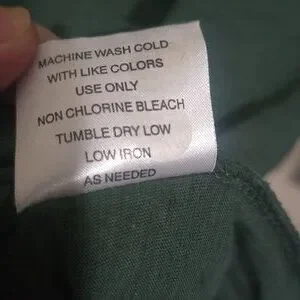 MACHINE WASH COLD
WITH LIKE COLORS
USE ONLY
NON CHLORINE BLEACH
TUMBLE DRY LOW
LOW IRON
AS NEEDED